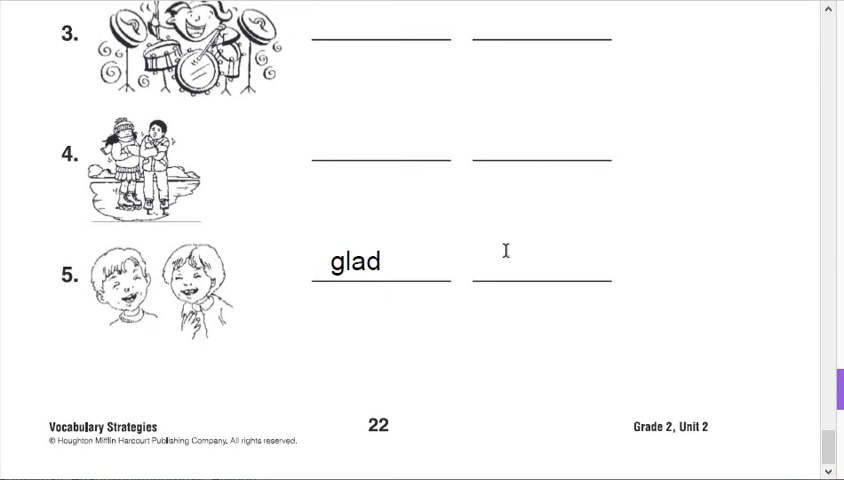 3.
4.
5.
glad
Vocabulary Strategies 22 Grade 2, Unit 2
© Houghton Mifflin Harcourt Publishing Company. All rights reserved.